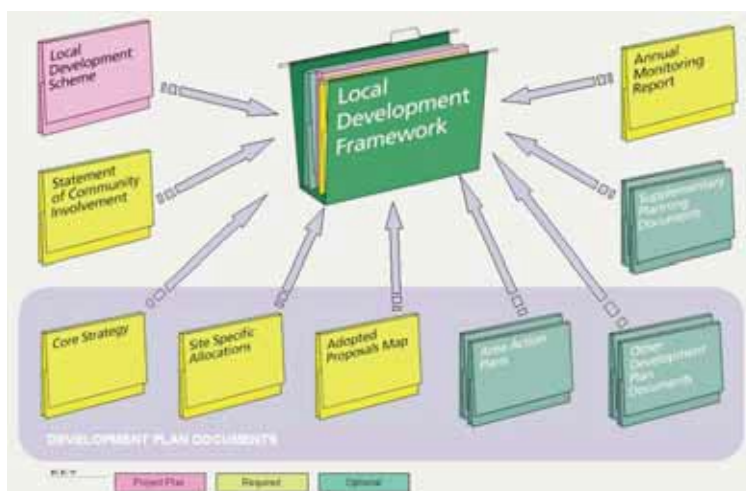 Local
Development
Scheme
Local
Development
Framework
Annual
Monitoring
Report
Statement
of Community
Involvement
Supplementary
Planning
Documents
Core Strategy
Site Specific
Allocations
Adopted
Proposals Map
Area Action
Plans
Other
Development
Plan
Documents
DEVELOPMENT PLAN DOCUMENTS
KEY
Project Plan
Required
Optional